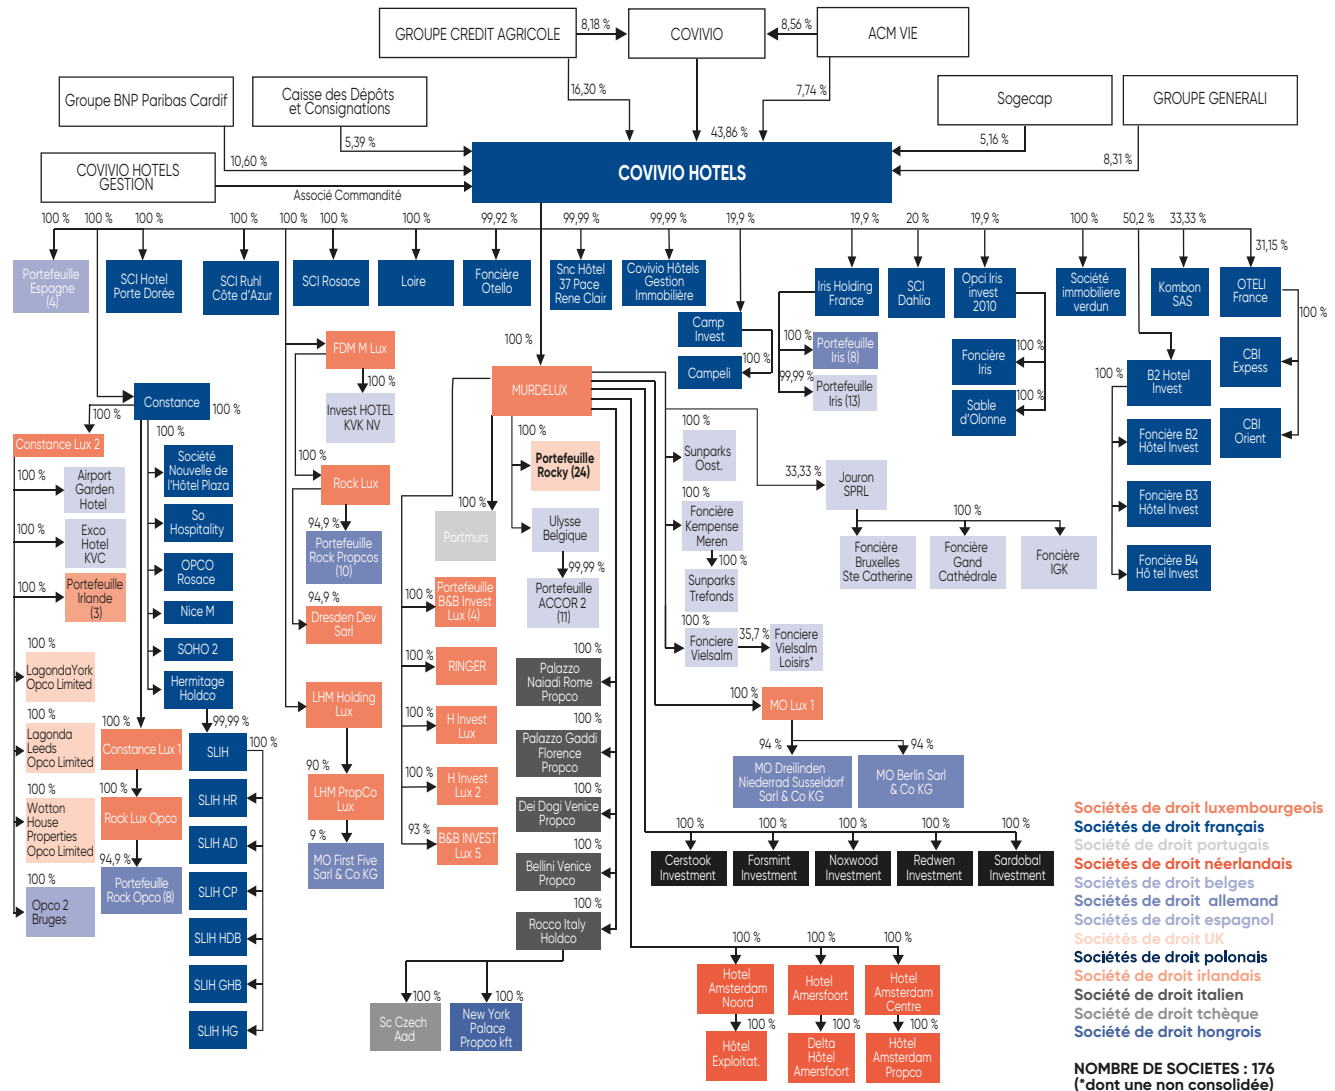 GROUPE CREDIT AGRICOLE
8,18 %
COVIVIO
8,56 %
ACM VIE
16,30 %
7,74 %
43,86 %
Groupe BNP Paribas Cardif
Caisse des Dépôts
et Consignations
Sogecap
GROUPE GENERALI
5,39 %
5,16 %
10,60 %
8,31 %
COVIVIO HOTELS
GESTION
Associé Commandité
COVIVIO HOTELS
100 %
100 %
100 %
100 %
100 %
100 %
100 %
99,92 %
99,99 %
99,99 %
19,9 %
19,9 %
20 %
19,9 %
100 %
50,2 %
33,33 %
31,15 %
Portefeuille
Espagne
(4)
SCI Hotel
Porte Dorée
SCI Ruhl
Côte d'Azur
SCI Rosace
Loire
Foncière
Otello
Snc Hôtel
37 Pace
Rene Clair
Covivio Hôtels
Gestion
Immobilière
Iris Holding
France
SCI
Dahlia
Opci Iris
invest
2010
Société
immobiliere
verdun
Kombon
SAS
OTELI
France
100 %
Camp
Invest
100 %
Campeli
100 %
Portefeuille
Iris (8)
99,99 %
Portefeuille
Iris (13)
100 %
Foncière
Iris
100 %
Sable
d'Olonne
CBI
Expess
CBI
Orient
B2 Hotel
Invest
100 %
Foncière B2
Hôtel Invest
Foncière B3
Hôtel Invest
Foncière B4
Hô tel Invest
FDM M Lux
100 %
Invest HOTEL
KVK NV
100 %
Rock Lux
94,9 %
Portefeuille
Rock Propcos
(10)
94,9 %
Dresden Dev
Sarl
LHM Holding
Lux
90 %
LHM PropCo
Lux
9 %
MO First Five
Sarl & Co KG
Constance
100 %
100 %
100 %
Constance Lux 2
100 %
Airport
Garden
Hotel
100 %
Exco
Hotel
KVC
100 %
Portefeuille
Irlande
(3)
100 %
LagondaYork
Opco Limited
100 %
Lagonda
Leeds
Opco Limited
100 %
Wotton
House
Properties
Opco Limited
100 %
Opco 2
Bruges
Société
Nouvelle de
l'Hôtel Plaza
So
Hospitality
OPCO
Rosace
Nice M
SOHO 2
Hermitage
Holdco
99,99 %
SLIH
100 %
SLIH HR
SLIH AD
SLIH CP
SLIH HDB
SLIH GHB
SLIH HG
100 %
Constance Lux 1
100 %
Rock Lux Opco
94,9 %
Portefeuille
Rock Opco (8)
100 %
MURDELUX
100 %
Portefeuille
Rocky (24)
100 %
Portmurs
Ulysse
Belgique
99,99 %
Portefeuille
ACCOR 2
(11)
100 %
Portefeuille
B&B Invest
Lux (4)
100 %
RINGER
100 %
H Invest
Lux
100 %
H Invest
Lux 2
93 %
B&B INVEST
Lux 5
100 %
Palazzo
Naiadi Rome
Propco
100 %
Palazzo Gaddi
Florence
Propco
100 %
Dei Dogi Venice
Propco
100 %
Bellini Venice
Propco
100 %
Rocco Italy
Holdco
100 %
Sc Czech
Aad
100 %
New York
Palace
Propco kft
100 %
Sunparks
Oost.
100 %
Foncière
Kempense
Meren
100 %
Sunparks
Trefonds
100 %
Fonciere
Vielsalm
35,7 %
Fonciere
Vielsalm
Loisirs*
33,33 %
Jouron
SPRL
100 %
Foncière
Bruxelles
Ste Catherine
Foncière
Gand
Cathédrale
Foncière
IGK
100 %
MO Lux 1
94 %
MO Dreilinden
Niederrad Susseldorf
Sarl & Co KG
94 %
MO Berlin Sarl
& Co KG
100 %
100 %
100 %
100 %
100 %
Cerstook
Investment
Forsmint
Investment
Noxwood
Investment
Redwen
Investment
Sardobal
Investment
100 %
100 %
100 %
Hotel
Amsterdam
Noord
Hotel
Amersfoort
Hotel
Amsterdam
Centre
100 %
100 %
100 %
Hôtel
Exploitat.
Delta
Hôtel
Amersfoort
Hôtel
Amsterdam
Propco
Sociétés de droit luxembourgeois
Sociétés de droit français
Société de droit portugais
Sociétés de droit néerlandais
Sociétés de droit belges
Sociétés de droit allemand
Sociétés de droit espagnol
Sociétés de droit UK
Sociétés de droit polonais
Société de droit irlandais
Société de droit italien
Société de droit tchèque
Société de droit hongrois
NOMBRE DE SOCIETES : 176
(*dont une non consolidée)